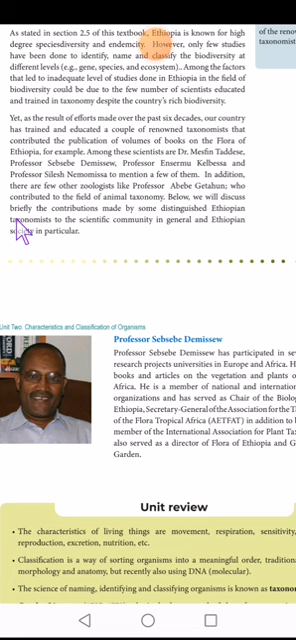 of the renow
taxonomist
As stated in section 2.5 of this textbook, Ethiopia is known for high
degree speciesdiversity and endemcity. However, only few studies
have been done to identify, name and classify the biodiversity at
different levels (e.g., gene, species, and ecosystem).. Among the factors
that led to inadequate level of studies done in Ethiopia in the field of
biodiversity could be due to the few number of scientists educated
and trained in taxonomy despite the country's rich biodiversity.
Yet, as the result of efforts made over the past six decades, our country
has trained and educated a couple of renowned taxonomists that
contributed the publication of volumes of books on the Flora of
Ethiopia, for example. Among these scientists are Dr. Mesfin Taddese,
Professor Sebsebe Demissew, Professor Ensermu Kelbessa and
Professor Silesh Nemomissa to mention a few of them. In addition,
there are few other zoologists like Professor Abebe Getahun; who
contributed to the field of animal taxonomy. Below, we will discuss
briefly the contributions made by some distinguished Ethiopian
taxonomists to the scientific community in general and Ethiopian
society in particular.
Unit Two: Characteristics and Classification of Organisms
Professor Sebsebe Demissew
Professor Sebsebe Demissew has participated in se
research projects universities in Europe and Africa. H
books and articles on the vegetation and plants o
Africa. He is a member of national and internation
organizations and has served as Chair of the Biolog
Ethiopia, Secretary-General of the Association for the T
of the Flora Tropical Africa (AETFAT) in addition to b
member of the International Association for Plant Ta
also served as a director of Flora of Ethiopia and G
Garden.
Unit review
• The characteristics of living things are movement, respiration, sensitivity,
reproduction, excretion, nutrition, etc.
• Classification is a way of sorting organisms into a meaningful order, tradition
morphology and anatomy, but recently also using DNA (molecular).
• The science of naming, identifying and classifying organisms is known as taxono